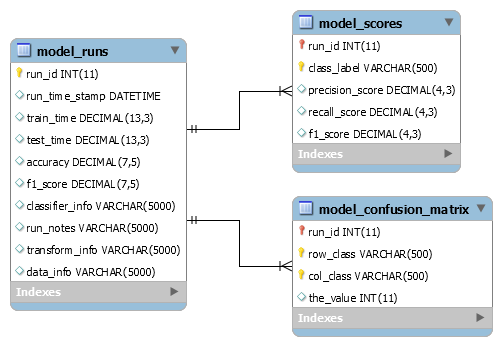 model_runs
run_id INT(11)
run_time_stamp DATETIME
train_time DECIMAL(13,3)
test_time DECIMAL(13,3)
accuracy DECIMAL(7,5)
f1_score DECIMAL(7,5)
classifier_info VARCHAR(5000)
run_notes VARCHAR(5000)
transform_info VARCHAR(5000)
data_info VARCHAR(5000)
Indexes
model_scores
run_id INT(11)
class_label VARCHAR(500)
precision_score DECIMAL(4,3)
recall_score DECIMAL(4,3)
f1_score DECIMAL(4,3)
Indexes
model_confusion_matrix
run_id INT(11)
row_class VARCHAR(500)
col_class VARCHAR(500)
the_value INT(11)
Indexes